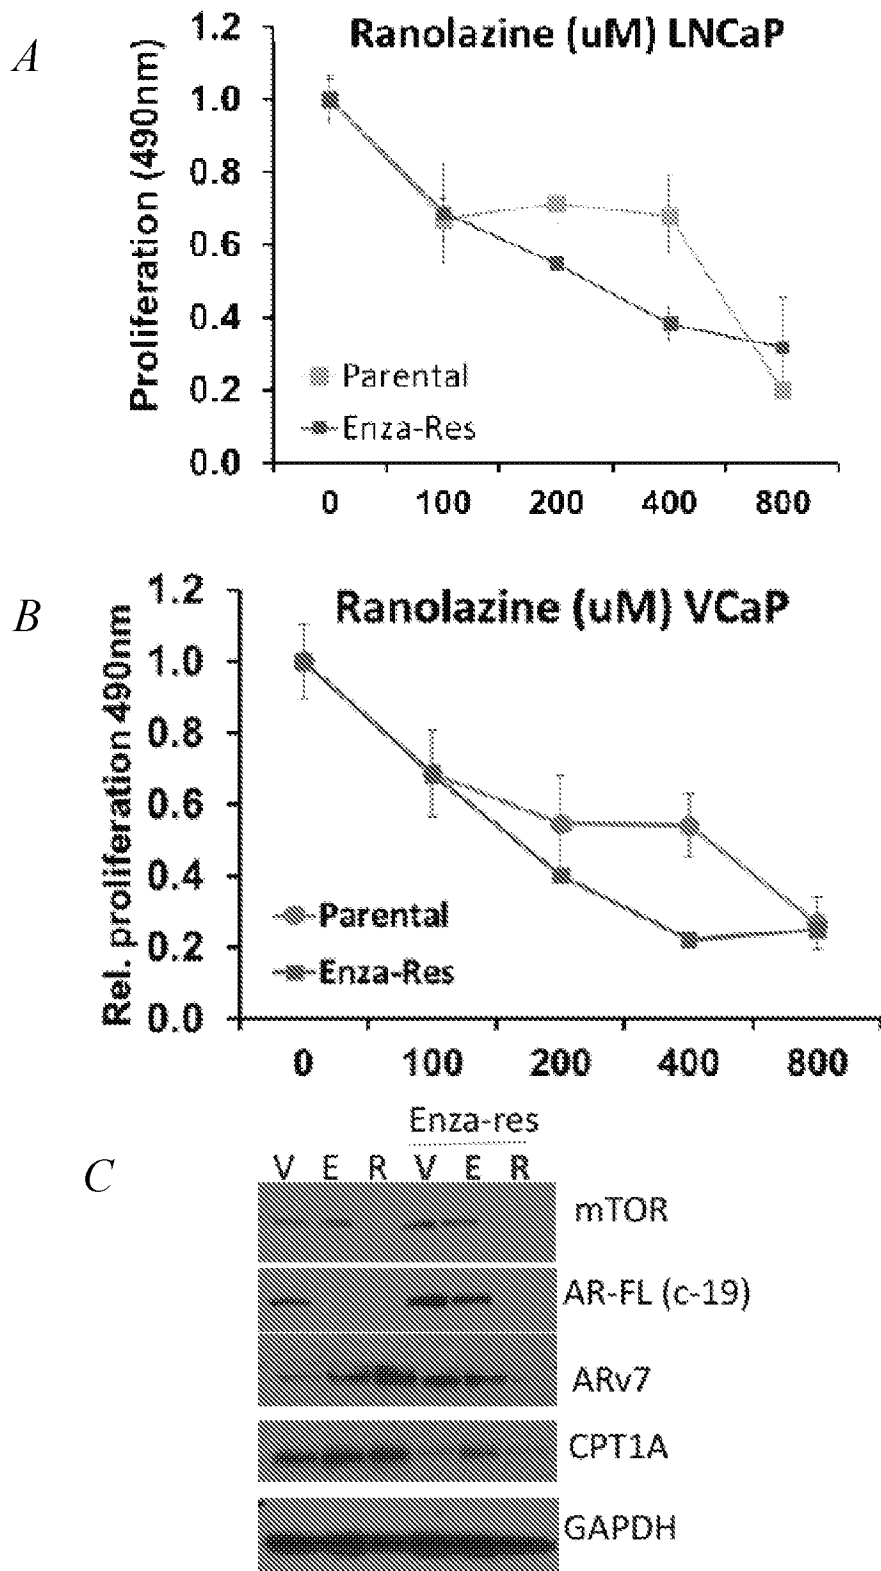 A
Ranolazine (uM) LNCaP
Proliferation (490nm)
1.2
1.0
0.8
0.6
0.4
0.2
0.0
Parental
Enza-Res
0 100 200 400 800
B
Ranolazine (uM) VCaP
Rel. proliferation 490nm
1.2
1.0
0.8
0.6
0.4
0.2
0.0
Parental
Enza-Res
0 100 200 400 800
C
Enza-res
V E R V E R
mTOR
AR-FL (c-19)
ARv7
CPT1A
GAPDH